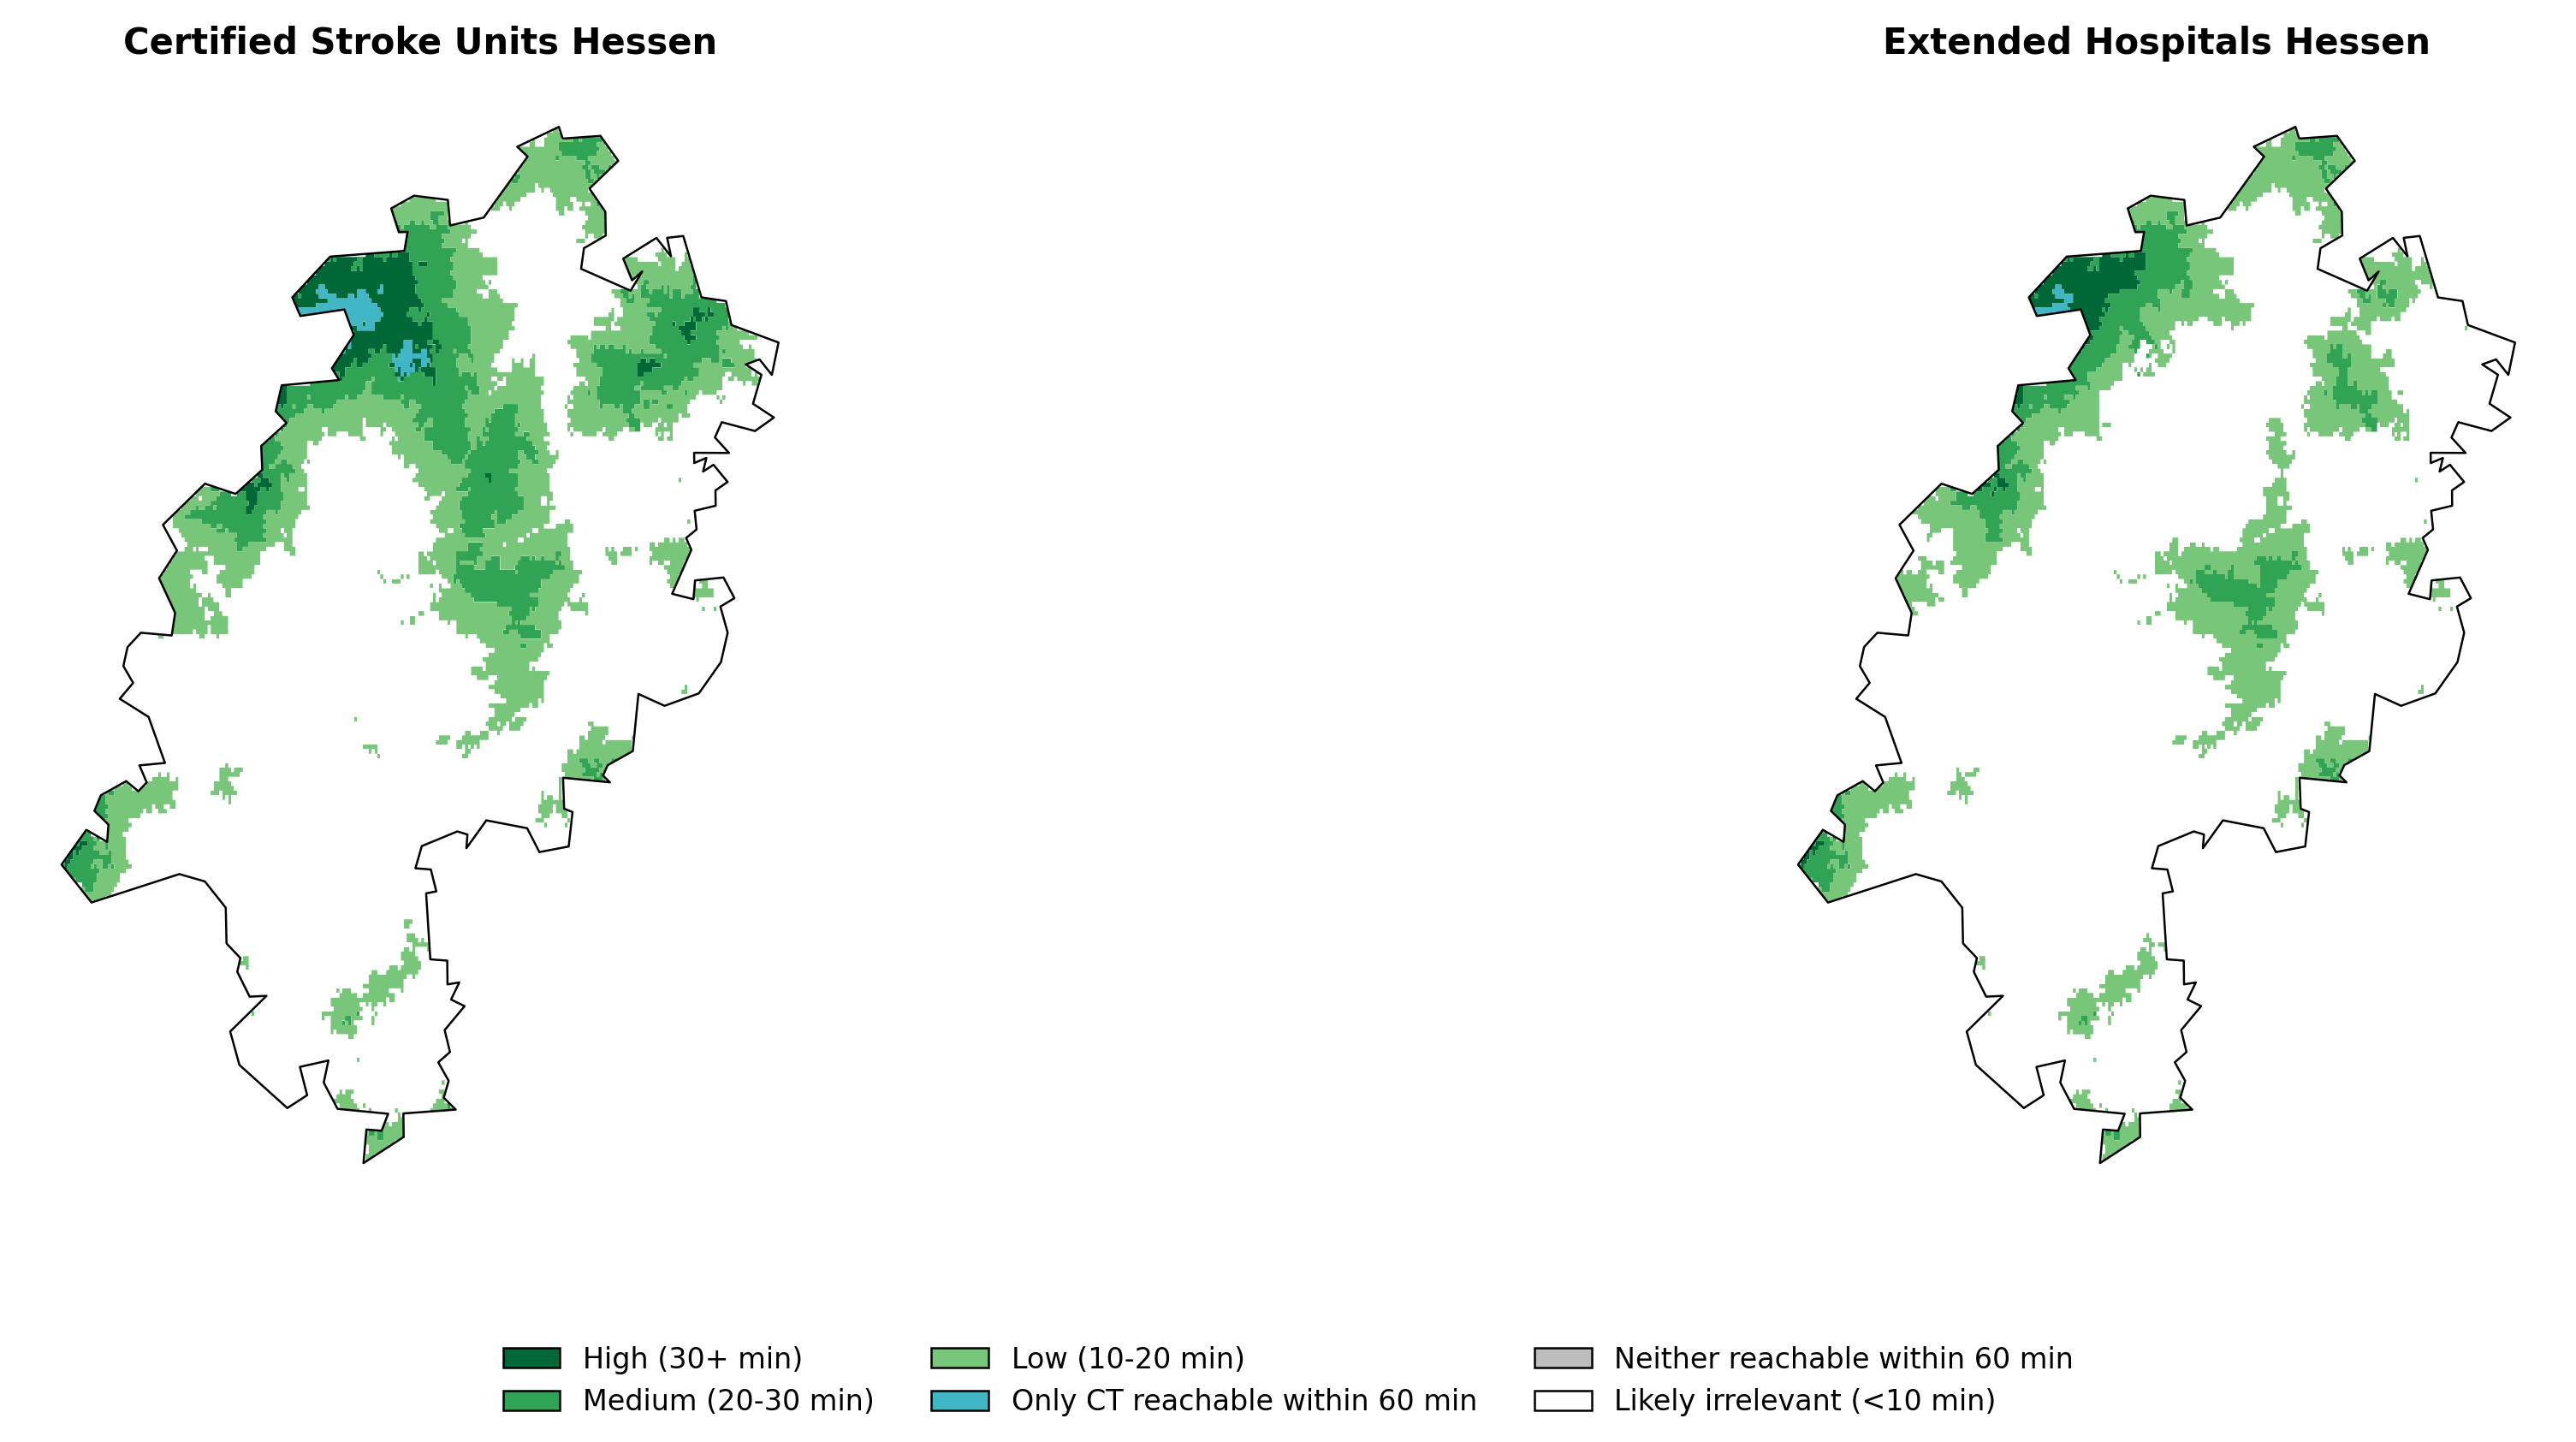 Certified Stroke Units Hessen
Extended Hospitals Hessen
High (30+ min)
Medium (20-30 min)
Low (10-20 min)
Only CT reachable within 60 min
Neither reachable within 60 min
Likely irrelevant (<10 min)